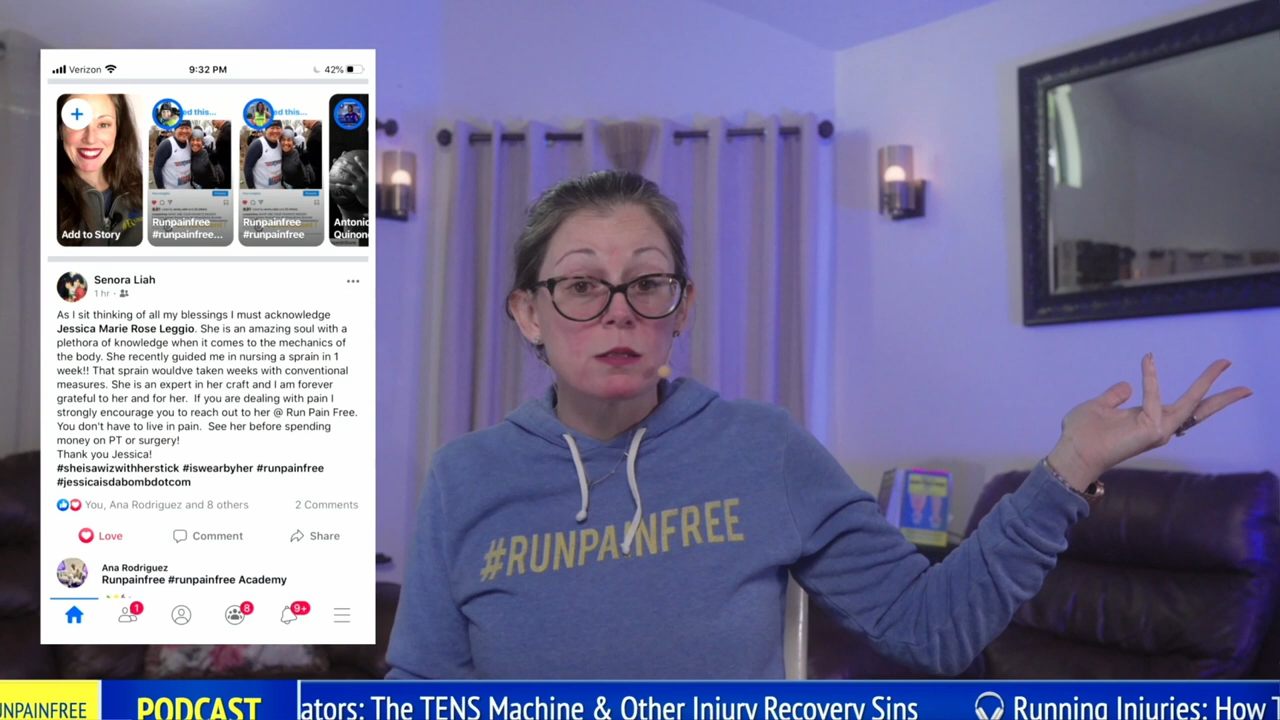 Verizon
9:32 PM
42%
ed this...
ed this...
Add to Story
Runpainfree
#runpainfree...
Runpainfree
#runpainfree
Antonio
Quinon
Senora Liah
1 hr ·
As I sit thinking of all my blessings I must acknowledge
Jessica Marie Rose Leggio. She is an amazing soul with a
plethora of knowledge when it comes to the mechanics of
the body. She recently guided me in nursing a sprain in 1
week!! That sprain wouldve taken weeks with conventional
measures. She is an expert in her craft and I am forever
grateful to her and for her. If you are dealing with pain I
strongly encourage you to reach out to her @ Run Pain Free.
You don't have to live in pain. See her before spending
money on PT or surgery!
Thank you Jessica!
#sheisawizwithherstick #iswearbyher #runpainfree
#jessicaisdabombdotcom
You, Ana Rodriguez and 8 others
2 Comments
Love
Comment
Share
Ana Rodriguez
Runpainfree #runpainfree Academy
1
8
9+
#RUNPAINFREE
UNPAINFREE
PODCAST
ators: The TENS Machine & Other Injury Recovery Sins
Running Injuries: How T